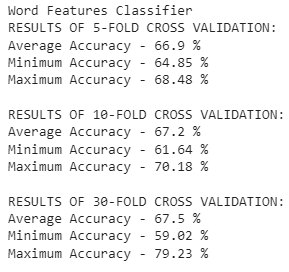 Word Features Classifier
RESULTS OF 5-FOLD CROSS VALIDATION:
Average Accuracy - 66.9 %
Minimum Accuracy - 64.85 %
Maximum Accuracy - 68.48 %
RESULTS OF 10-FOLD CROSS VALIDATION:
Average Accuracy - 67.2 %
Minimum Accuracy - 61.64 %
Maximum Accuracy - 70.18 %
RESULTS OF 30-FOLD CROSS VALIDATION:
Average Accuracy - 67.5 %
Minimum Accuracy - 59.02 %
Maximum Accuracy - 79.23 %